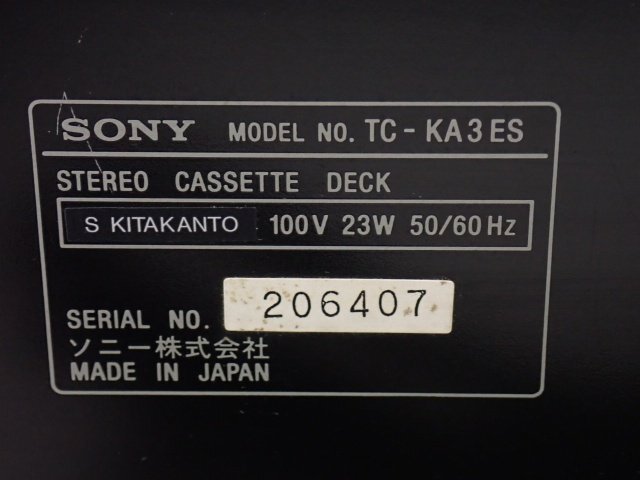 SONY MODEL NO. TC-KA3ES
STEREO CASSETTE DECK
S KITAKANTO 100V 23W 50/60Hz
SERIAL NO. 206407
ソニー株式会社
MADE IN JAPAN